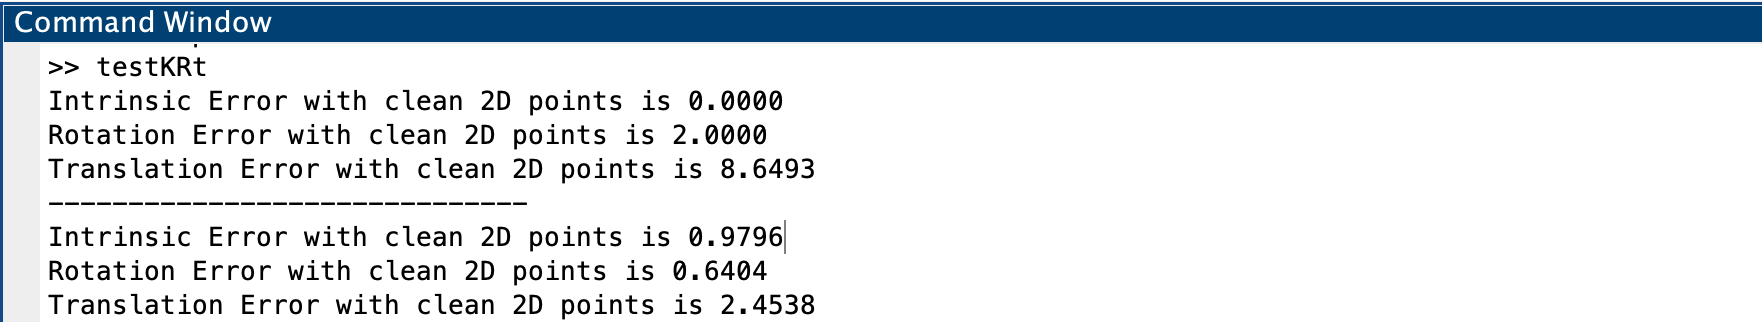 Command Window
>> testKRt
Intrinsic Error with clean 2D points is 0.0000
Rotation Error with clean 2D points is 2.0000
Translation Error with clean 2D points is 8.6493
------------------------------
Intrinsic Error with clean 2D points is 0.9796
Rotation Error with clean 2D points is 0.6404
Translation Error with clean 2D points is 2.4538